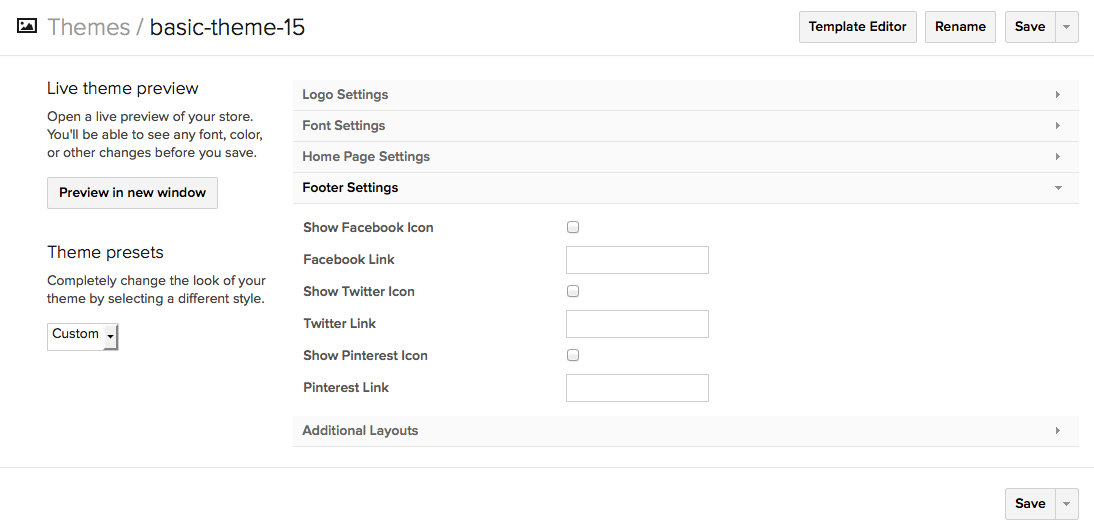 Themes / basic-theme-15
Template Editor
Rename
Save
Live theme preview
Open a live preview of your store.
You'll be able to see any font, color,
or other changes before you save.
Preview in new window
Theme presets
Completely change the look of your
theme by selecting a different style.
Custom
Logo Settings
Font Settings
Home Page Settings
Footer Settings
Show Facebook Icon
Facebook Link
Show Twitter Icon
Twitter Link
Show Pinterest Icon
Pinterest Link
Additional Layouts
Save